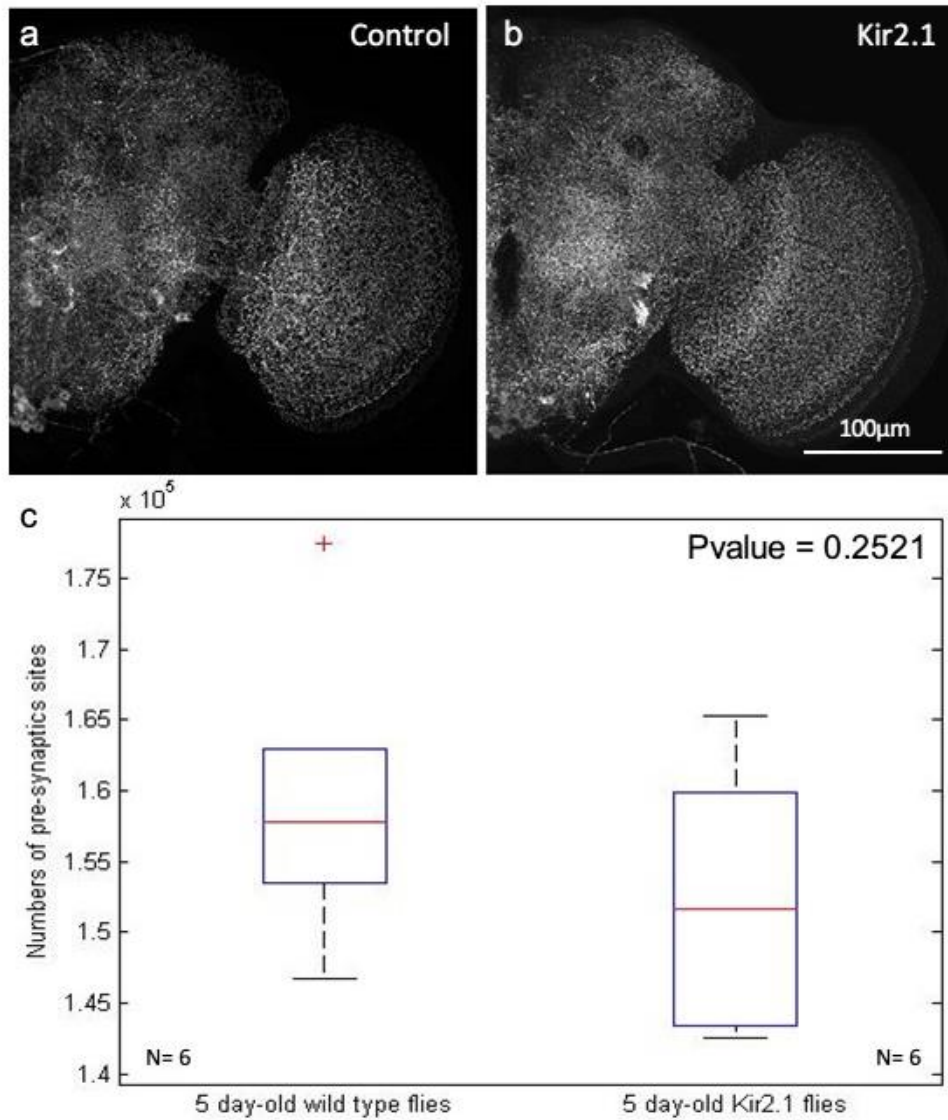 a
Control
b
Kir2.1
100µm
c
x 10⁵
Pvalue = 0.2521
1.75
1.7
1.65
1.6
1.55
1.5
1.45
1.4
Numbers of pre-synaptics sites
N= 6
N= 6
5 day-old wild type flies
5 day-old Kir2.1 flies